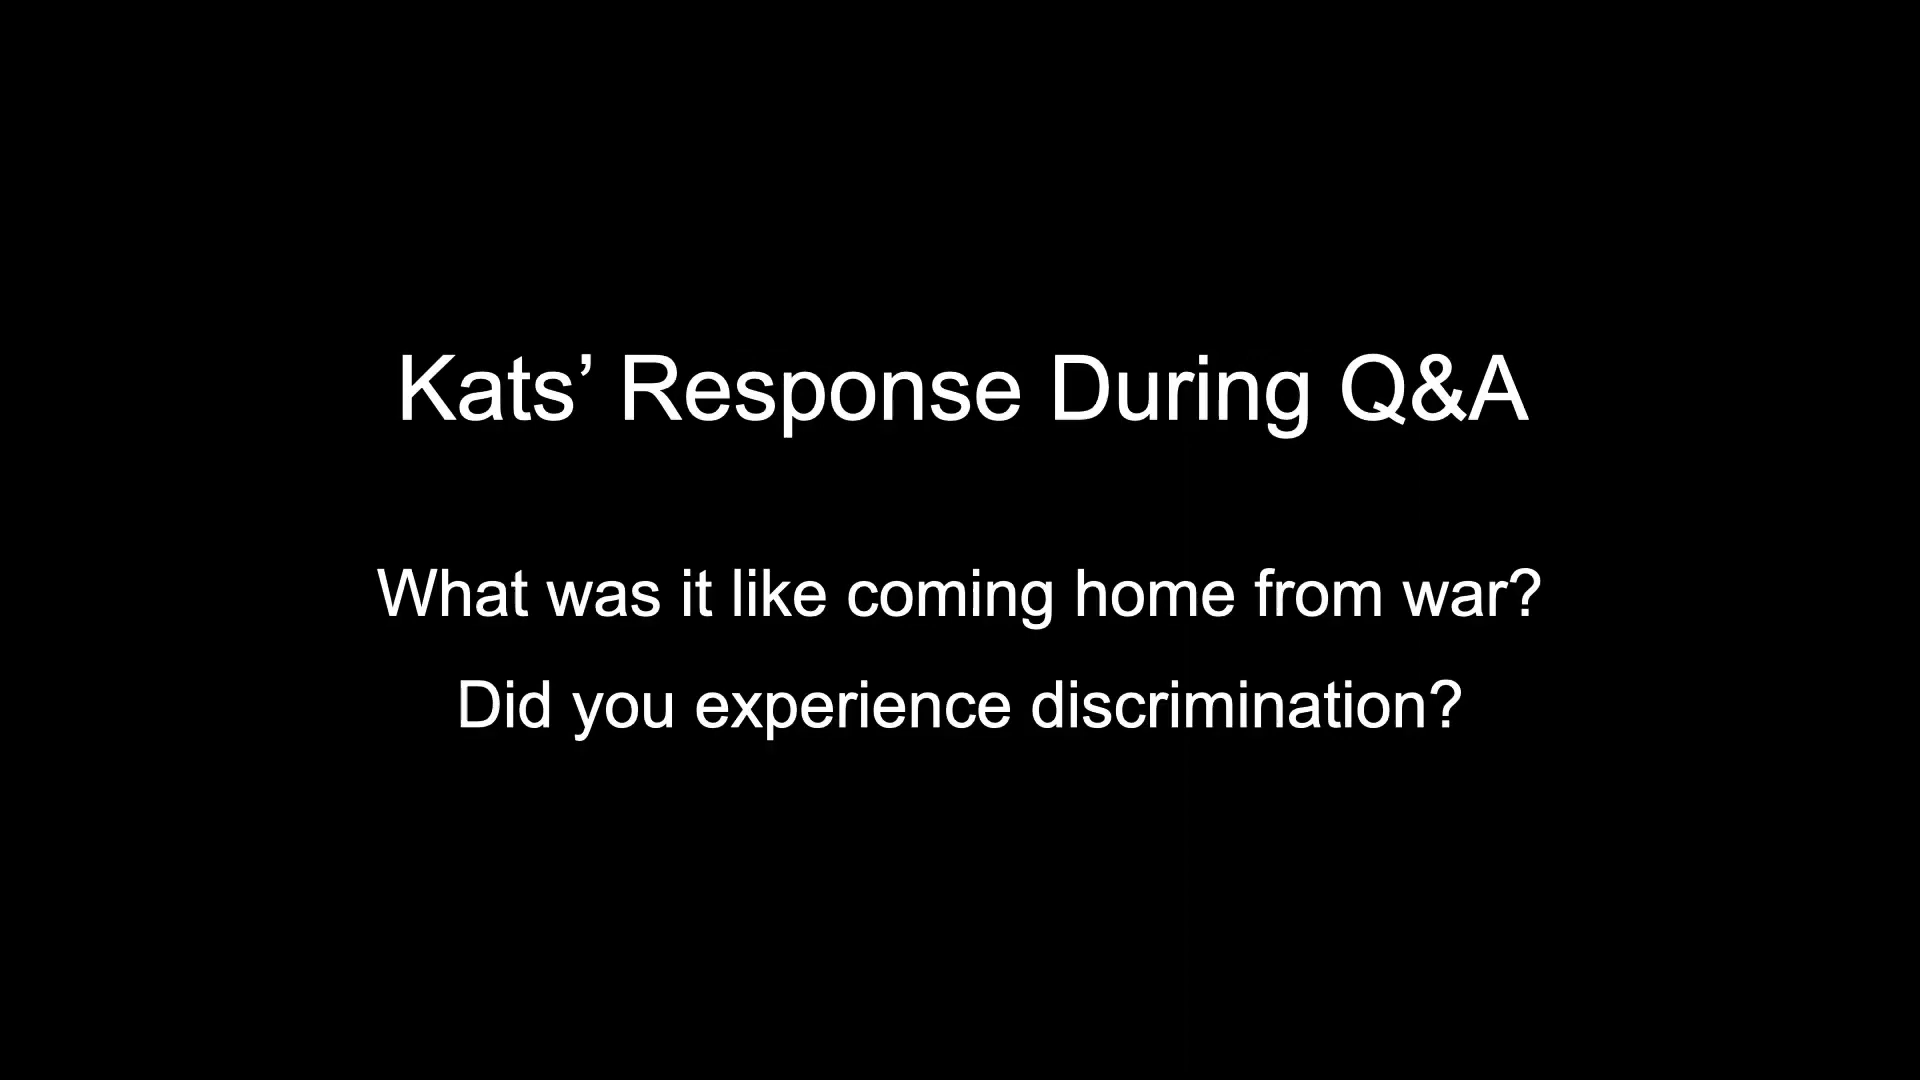 Kats’ Response During Q&A
What was it like coming home from war?
Did you experience discrimination?